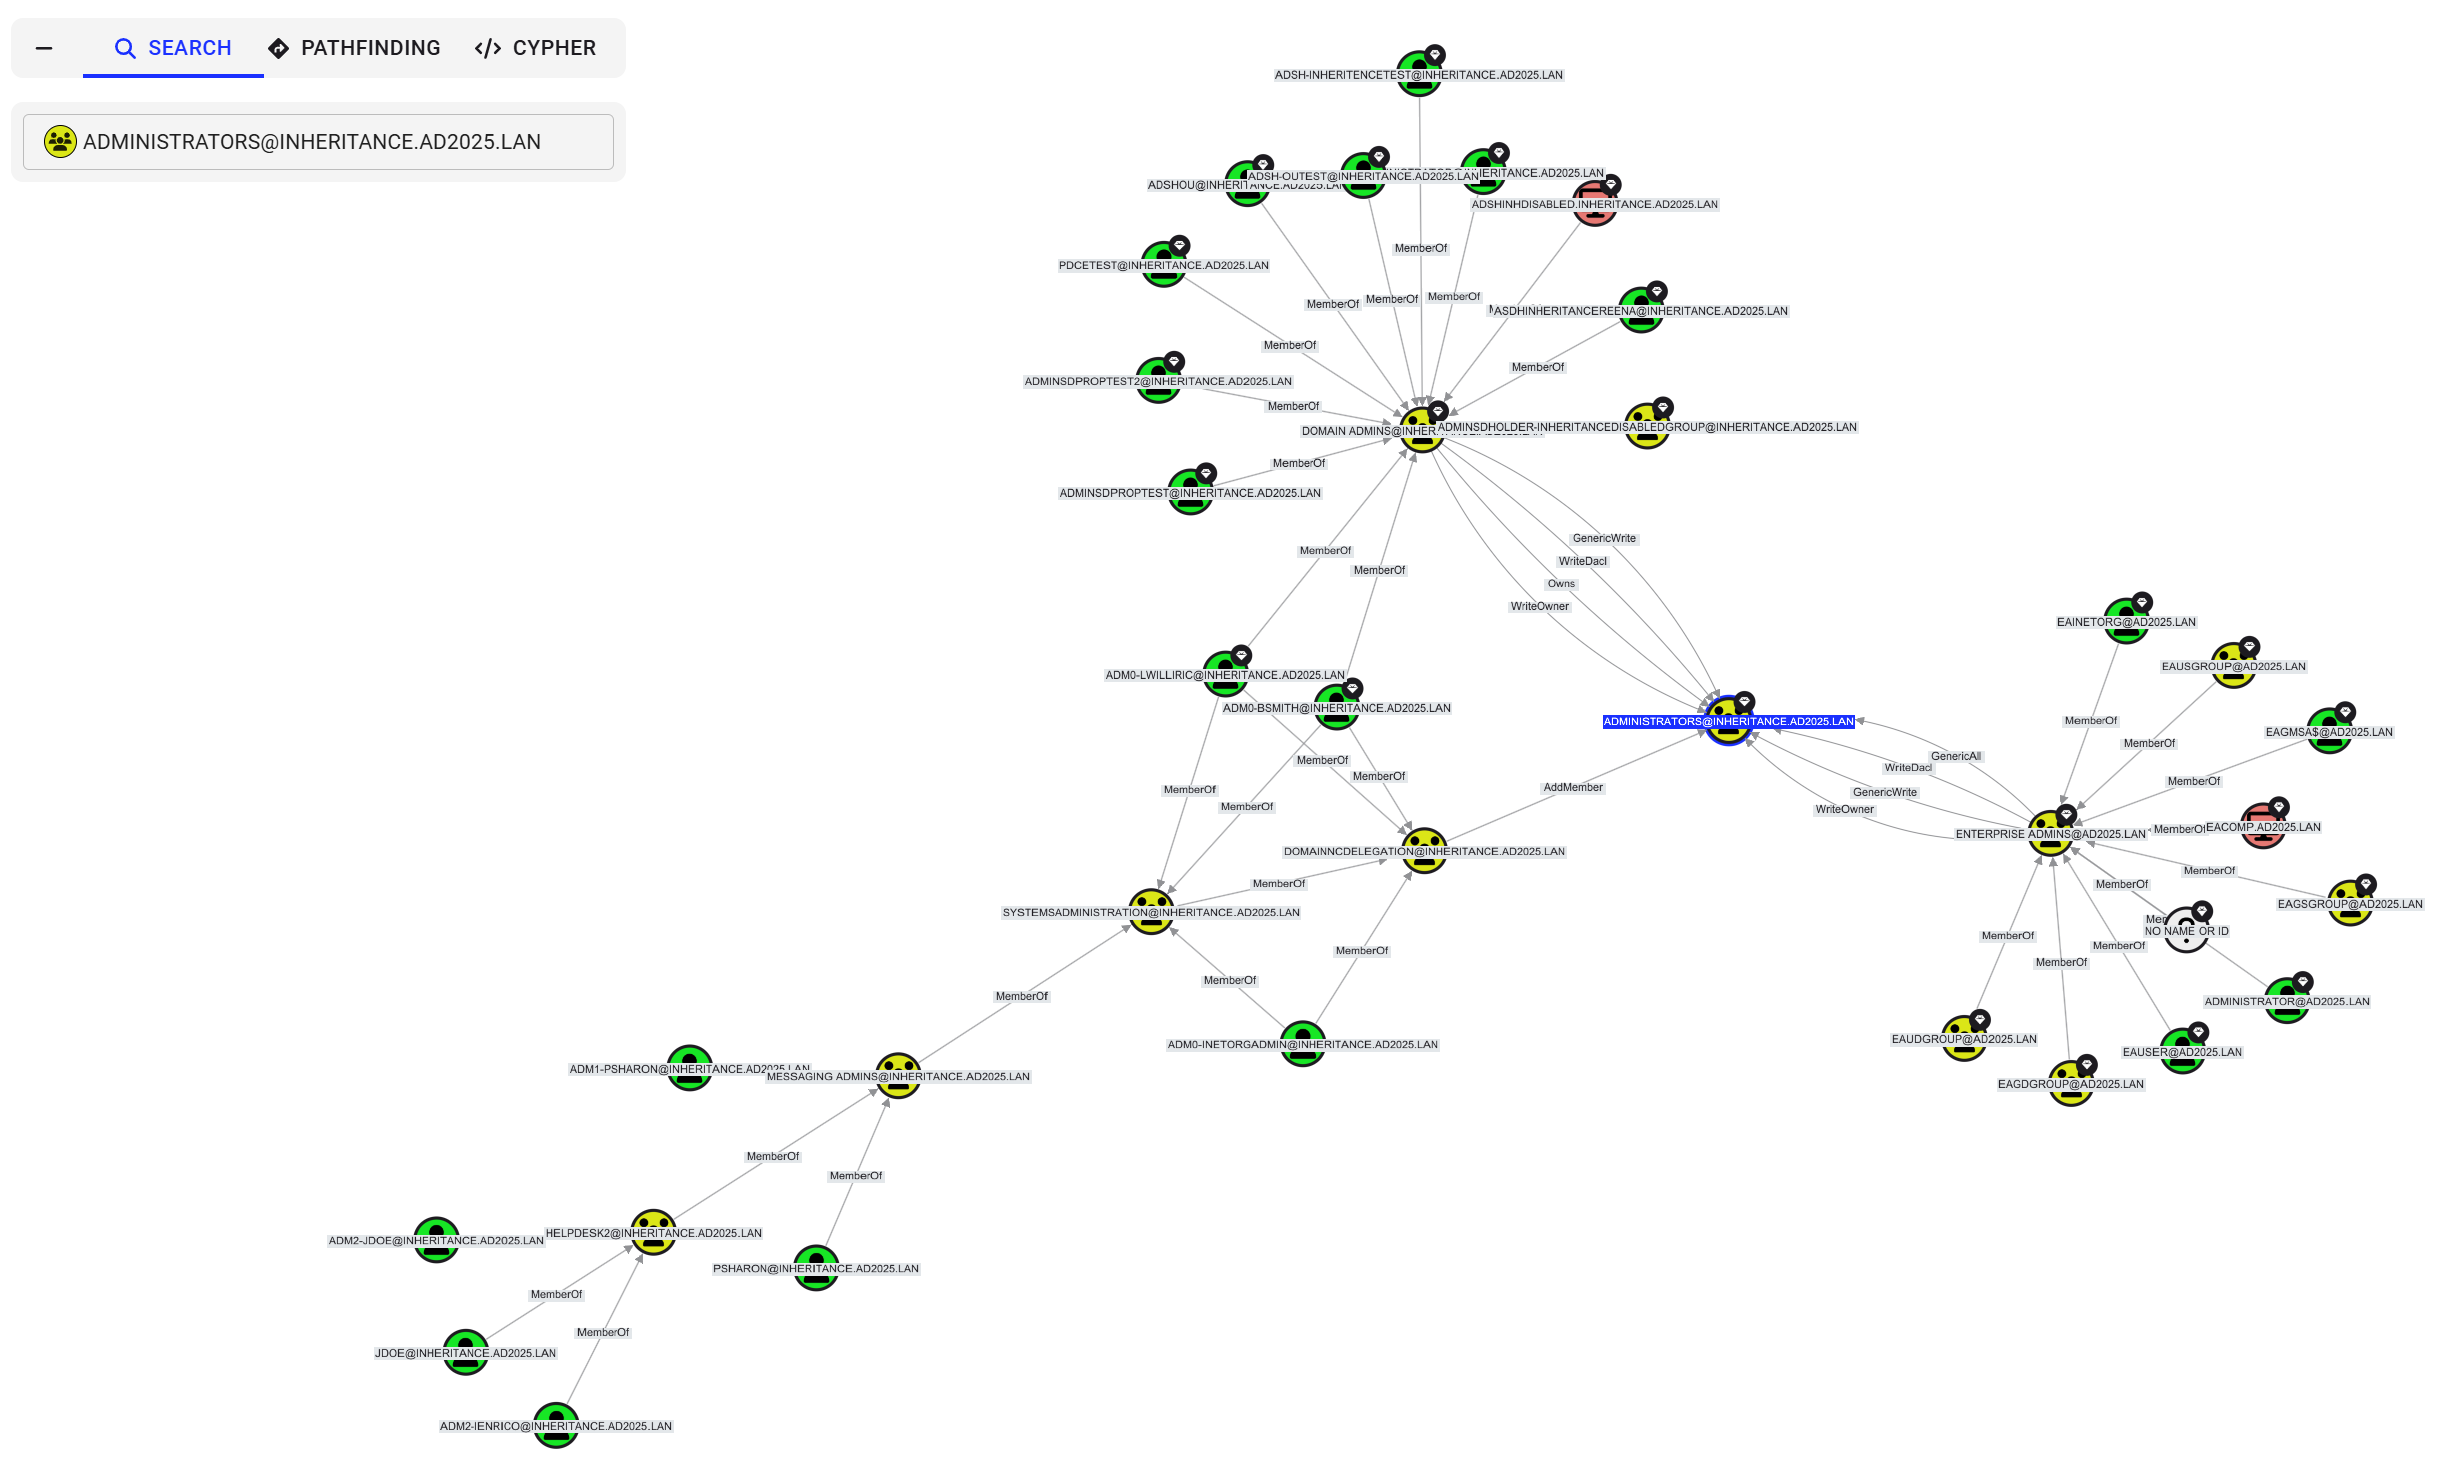 SEARCH
PATHFINDING
CYPHER
ADMINISTRATORS@INHERITANCE.AD2025.LAN
ADSH-INHERITENCETEST@INHERITANCE.AD2025.LAN
ADSHOU@INHERITANCE.AD2025.LAN
ADSH-OUTEST@INHERITANCE.AD2025.LAN
INHERITANCE.AD2025.LAN
ADSHINHDISABLED.INHERITANCE.AD2025.LAN
MemberOf
PDCETEST@INHERITANCE.AD2025.LAN
MemberOf
MemberOf
MemberOf
ASDHINHERITANCEREENA@INHERITANCE.AD2025.LAN
MemberOf
MemberOf
ADMINSDPROPTEST2@INHERITANCE.AD2025.LAN
MemberOf
DOMAIN ADMINS@INHERITANCE.AD2025.LAN
ADMINSDHOLDER-INHERITANCEDISABLEDGROUP@INHERITANCE.AD2025.LAN
MemberOf
ADMINSDPROPTEST@INHERITANCE.AD2025.LAN
GenericWrite
MemberOf
WriteDacl
MemberOf
Owns
WriteOwner
EAINETORG@AD2025.LAN
EAUSGROUP@AD2025.LAN
ADM0-LWILLIRIC@INHERITANCE.AD2025.LAN
ADM0-BSMITH@INHERITANCE.AD2025.LAN
ADMINISTRATORS@INHERITANCE.AD2025.LAN
MemberOf
EAGMSA$@AD2025.LAN
MemberOf
GenericAll
MemberOf
WriteDacl
MemberOf
MemberOf
MemberOf
AddMember
GenericWrite
MemberOf
WriteOwner
ENTERPRISE ADMINS@AD2025.LAN
MemberOf
EACOMP.AD2025.LAN
DOMAINNCDELEGATION@INHERITANCE.AD2025.LAN
MemberOf
MemberOf
MemberOf
EAGSGROUP@AD2025.LAN
SYSTEMSADMINISTRATION@INHERITANCE.AD2025.LAN
NO NAME OR ID
MemberOf
MemberOf
MemberOf
MemberOf
MemberOf
MemberOf
ADMINISTRATOR@AD2025.LAN
EAUDGROUP@AD2025.LAN
ADM0-INETORGADMIN@INHERITANCE.AD2025.LAN
EAUSER@AD2025.LAN
ADM1-PSHARON@INHERITANCE.AD2025.LAN
MESSAGING ADMINS@INHERITANCE.AD2025.LAN
EAGDGROUP@AD2025.LAN
MemberOf
MemberOf
ADM2-JDOE@INHERITANCE.AD2025.LAN
HELPDESK2@INHERITANCE.AD2025.LAN
PSHARON@INHERITANCE.AD2025.LAN
MemberOf
MemberOf
JDOE@INHERITANCE.AD2025.LAN
ADM2-IENRICO@INHERITANCE.AD2025.LAN